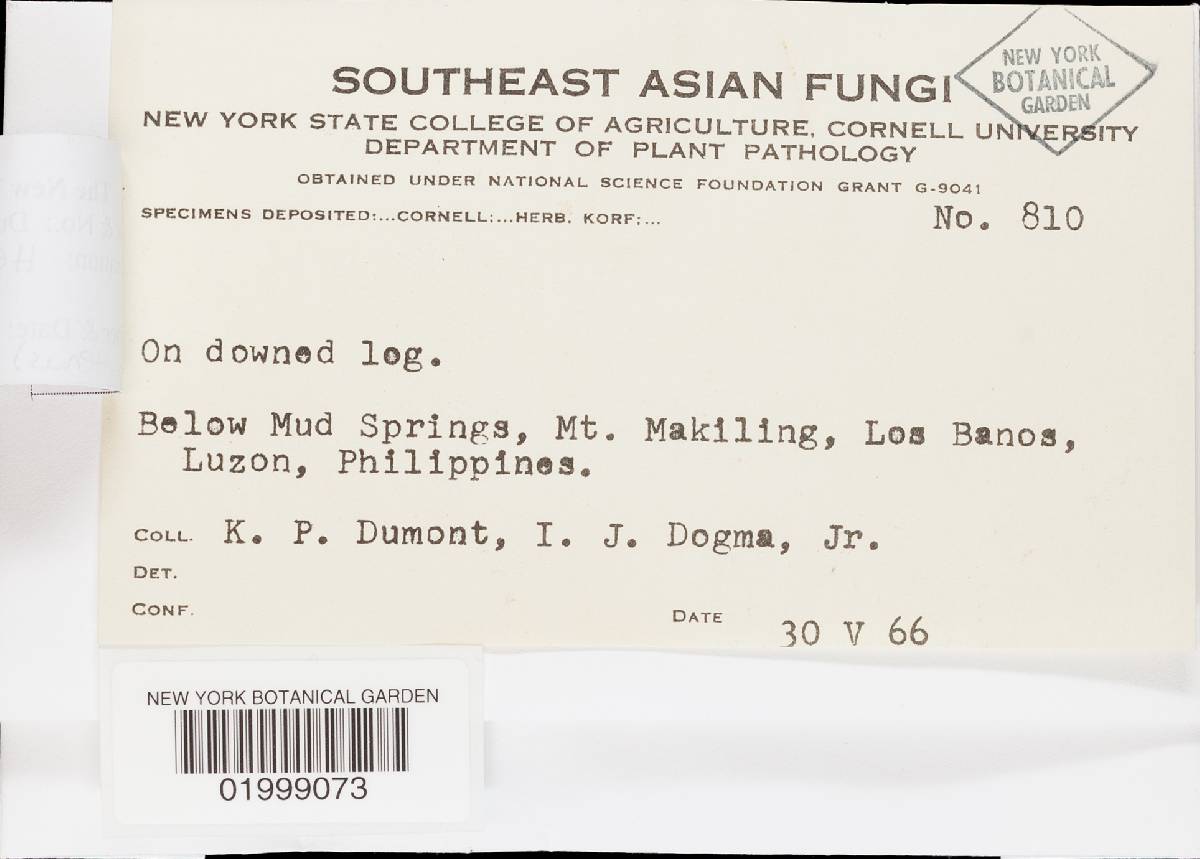 SOUTHEAST ASIAN FUNGI
NEW YORK BOTANICAL GARDEN
NEW YORK STATE COLLEGE OF AGRICULTURE, CORNELL UNIVERSITY
DEPARTMENT OF PLANT PATHOLOGY
OBTAINED UNDER NATIONAL SCIENCE FOUNDATION GRANT G-9041
SPECIMENS DEPOSITED:...CORNELL:...HERB. KORF:... No. 810
On downed log.
Below Mud Springs, Mt. Makiling, Los Banos,
Luzon, Philippines.
COLL. K. P. Dumont, I. J. Dogma, Jr.
DET.
CONF.
DATE 30 V 66
NEW YORK BOTANICAL GARDEN
01999073